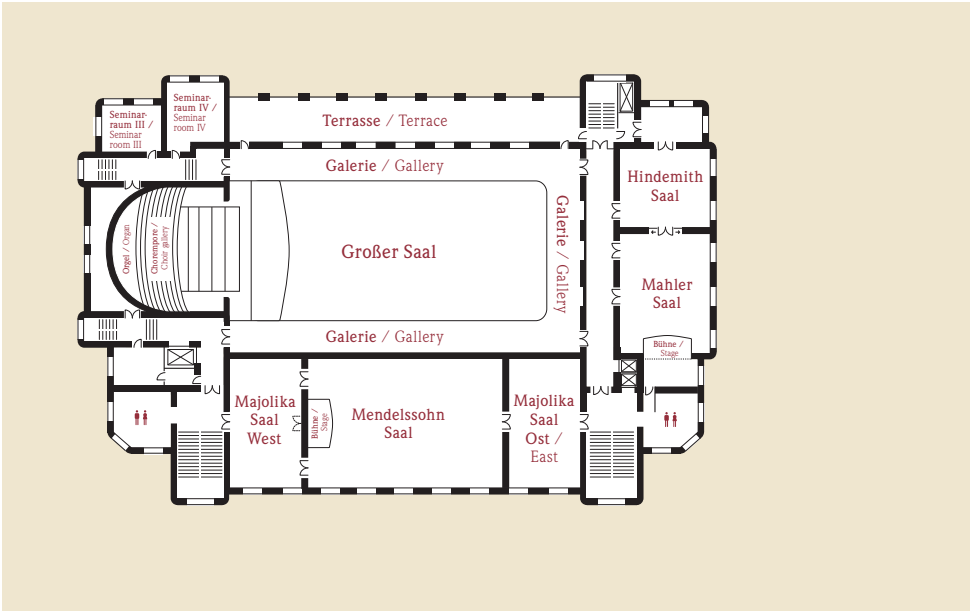 Seminar-
raum III /
Seminar
room III
Seminar-
raum IV /
Seminar
room IV
Terrasse / Terrace
Galerie / Gallery
Hindemith
Saal
Orgel / Organ
Chorempore /
Choir gallery
Großer Saal
Galerie / Gallery
Mahler
Saal
Bühne /
Stage
Galerie / Gallery
Majolika
Saal
West
Bühne /
Stage
Mendelssohn
Saal
Majolika
Saal
Ost /
East